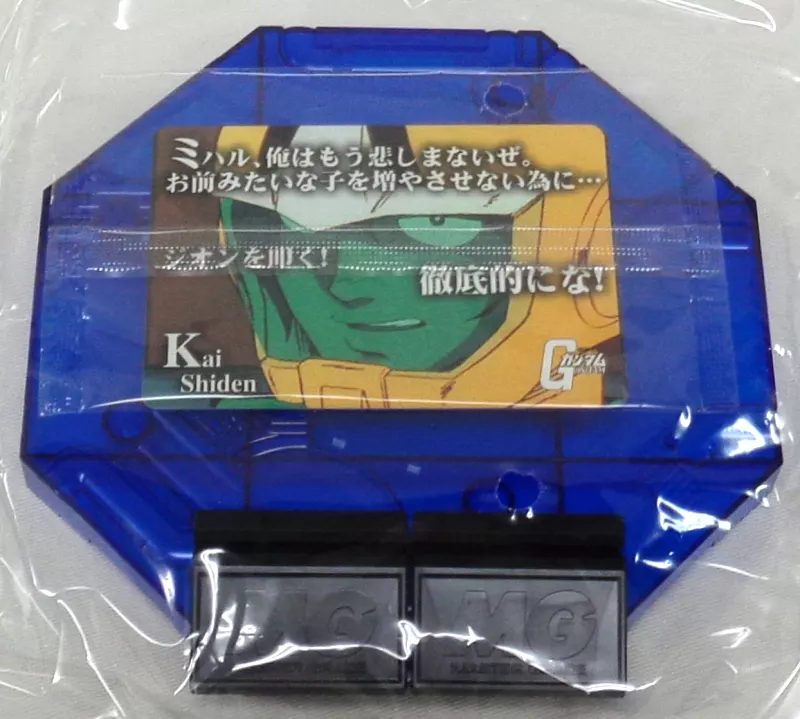 ミハル、俺はもう悲しまないぜ。
お前みたいな子を増やさせない為に…
ジオンを叩く!
徹底的にな!
Kai
Shiden
ガンダム
GUNDAM
MG
MG